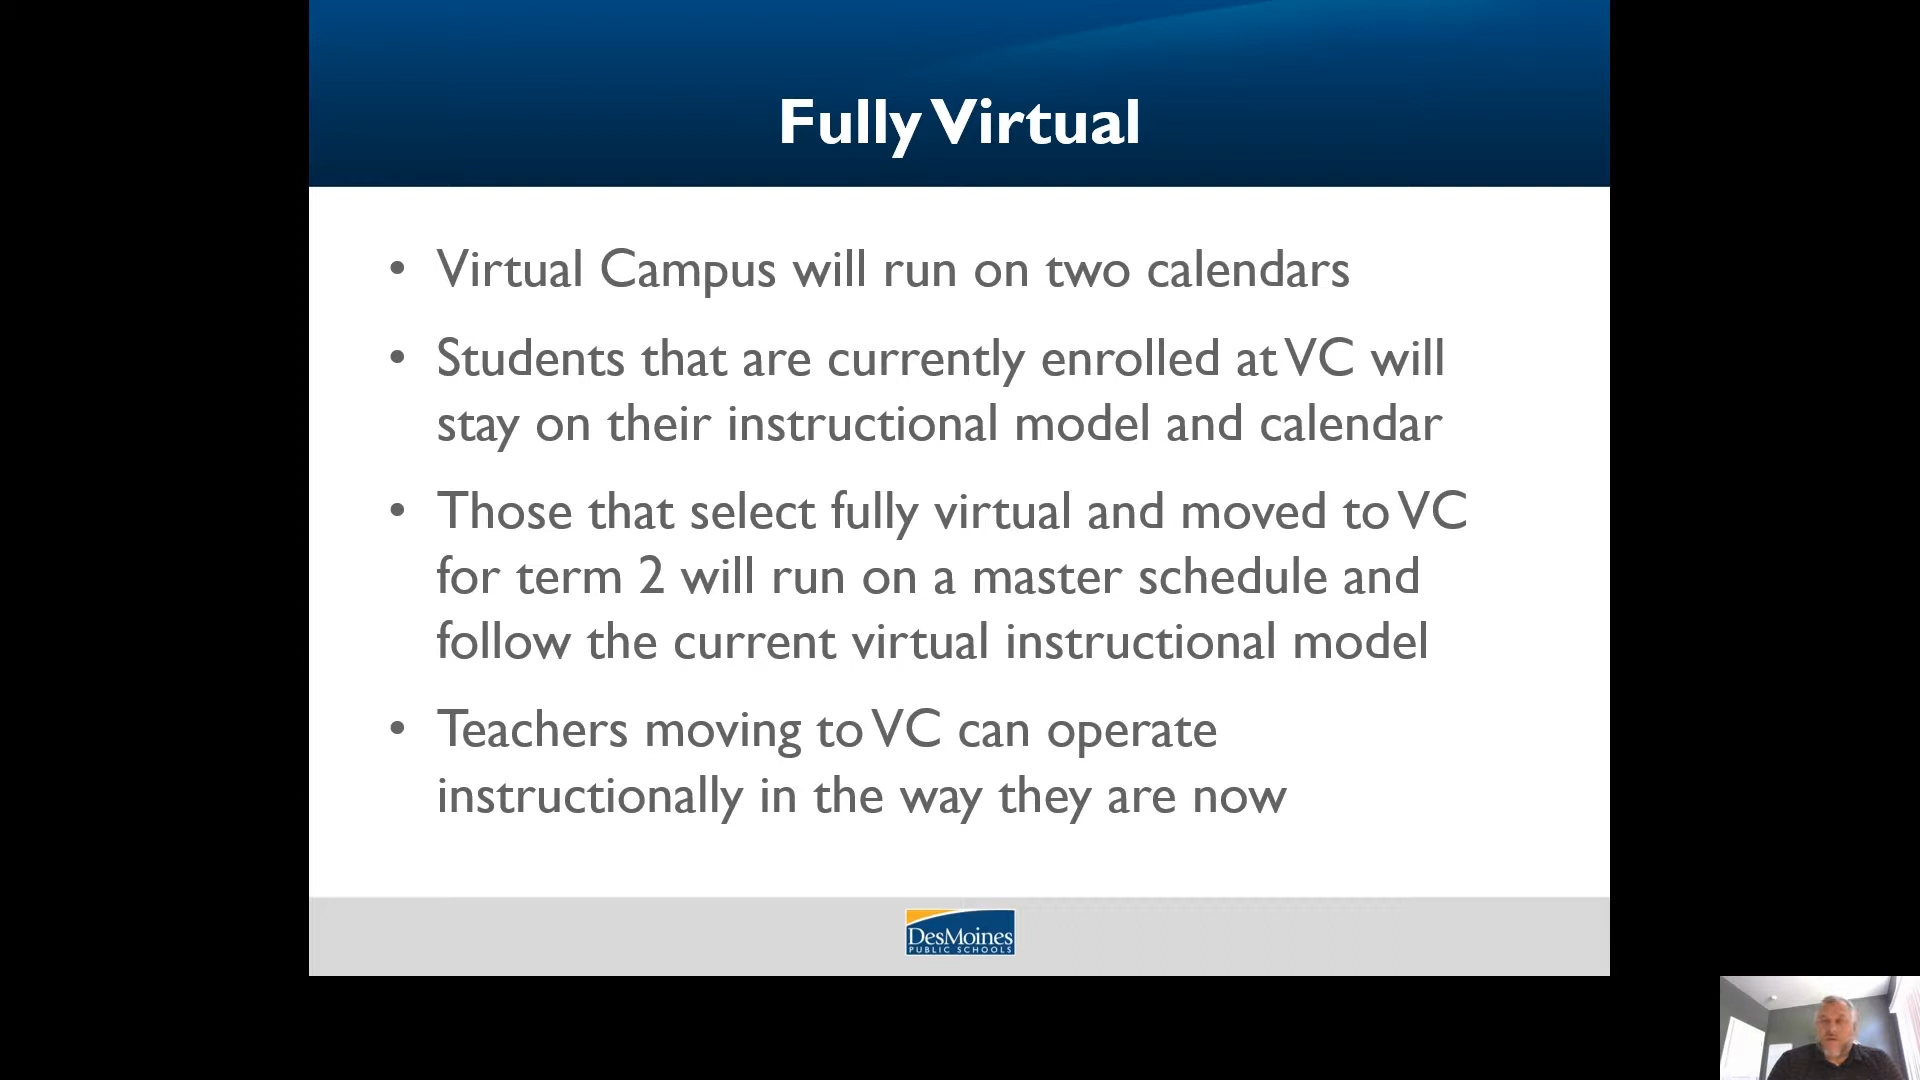 Fully Virtual
• Virtual Campus will run on two calendars
• Students that are currently enrolled at VC will
stay on their instructional model and calendar
• Those that select fully virtual and moved to VC
for term 2 will run on a master schedule and
follow the current virtual instructional model
• Teachers moving to VC can operate
instructionally in the way they are now
DesMoines
PUBLIC SCHOOLS